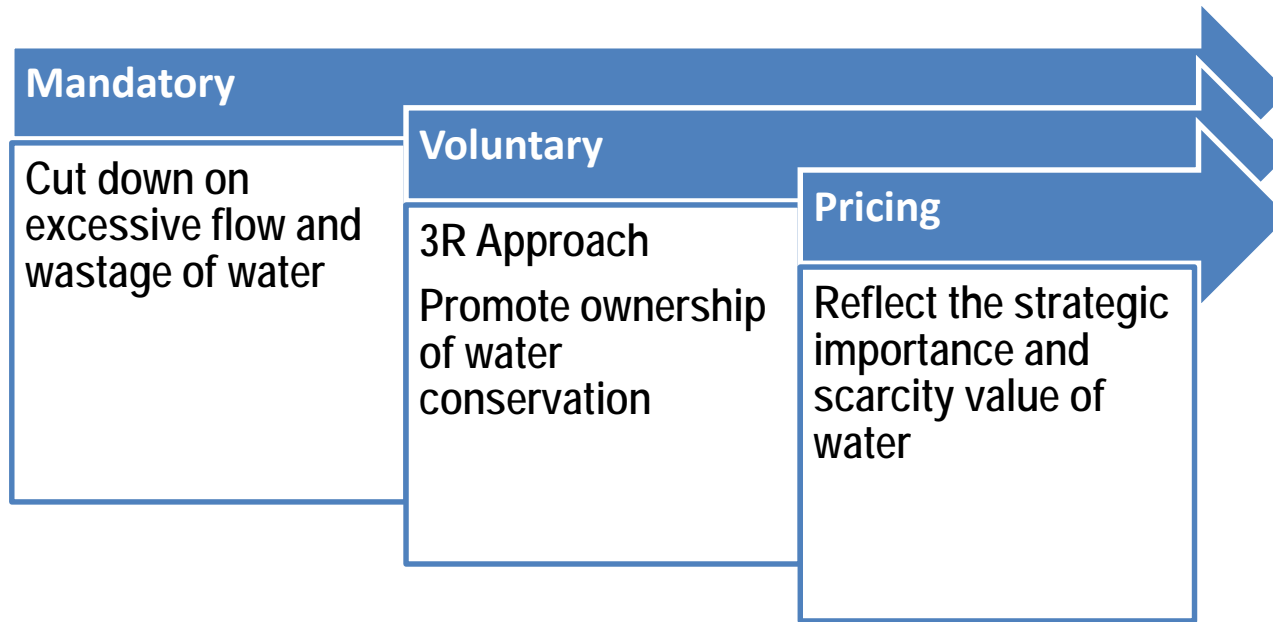 Mandatory
Cut down on
excessive flow and
wastage of water
Voluntary
3R Approach
Promote ownership
of water
conservation
Pricing
Reflect the strategic
importance and
scarcity value of
water